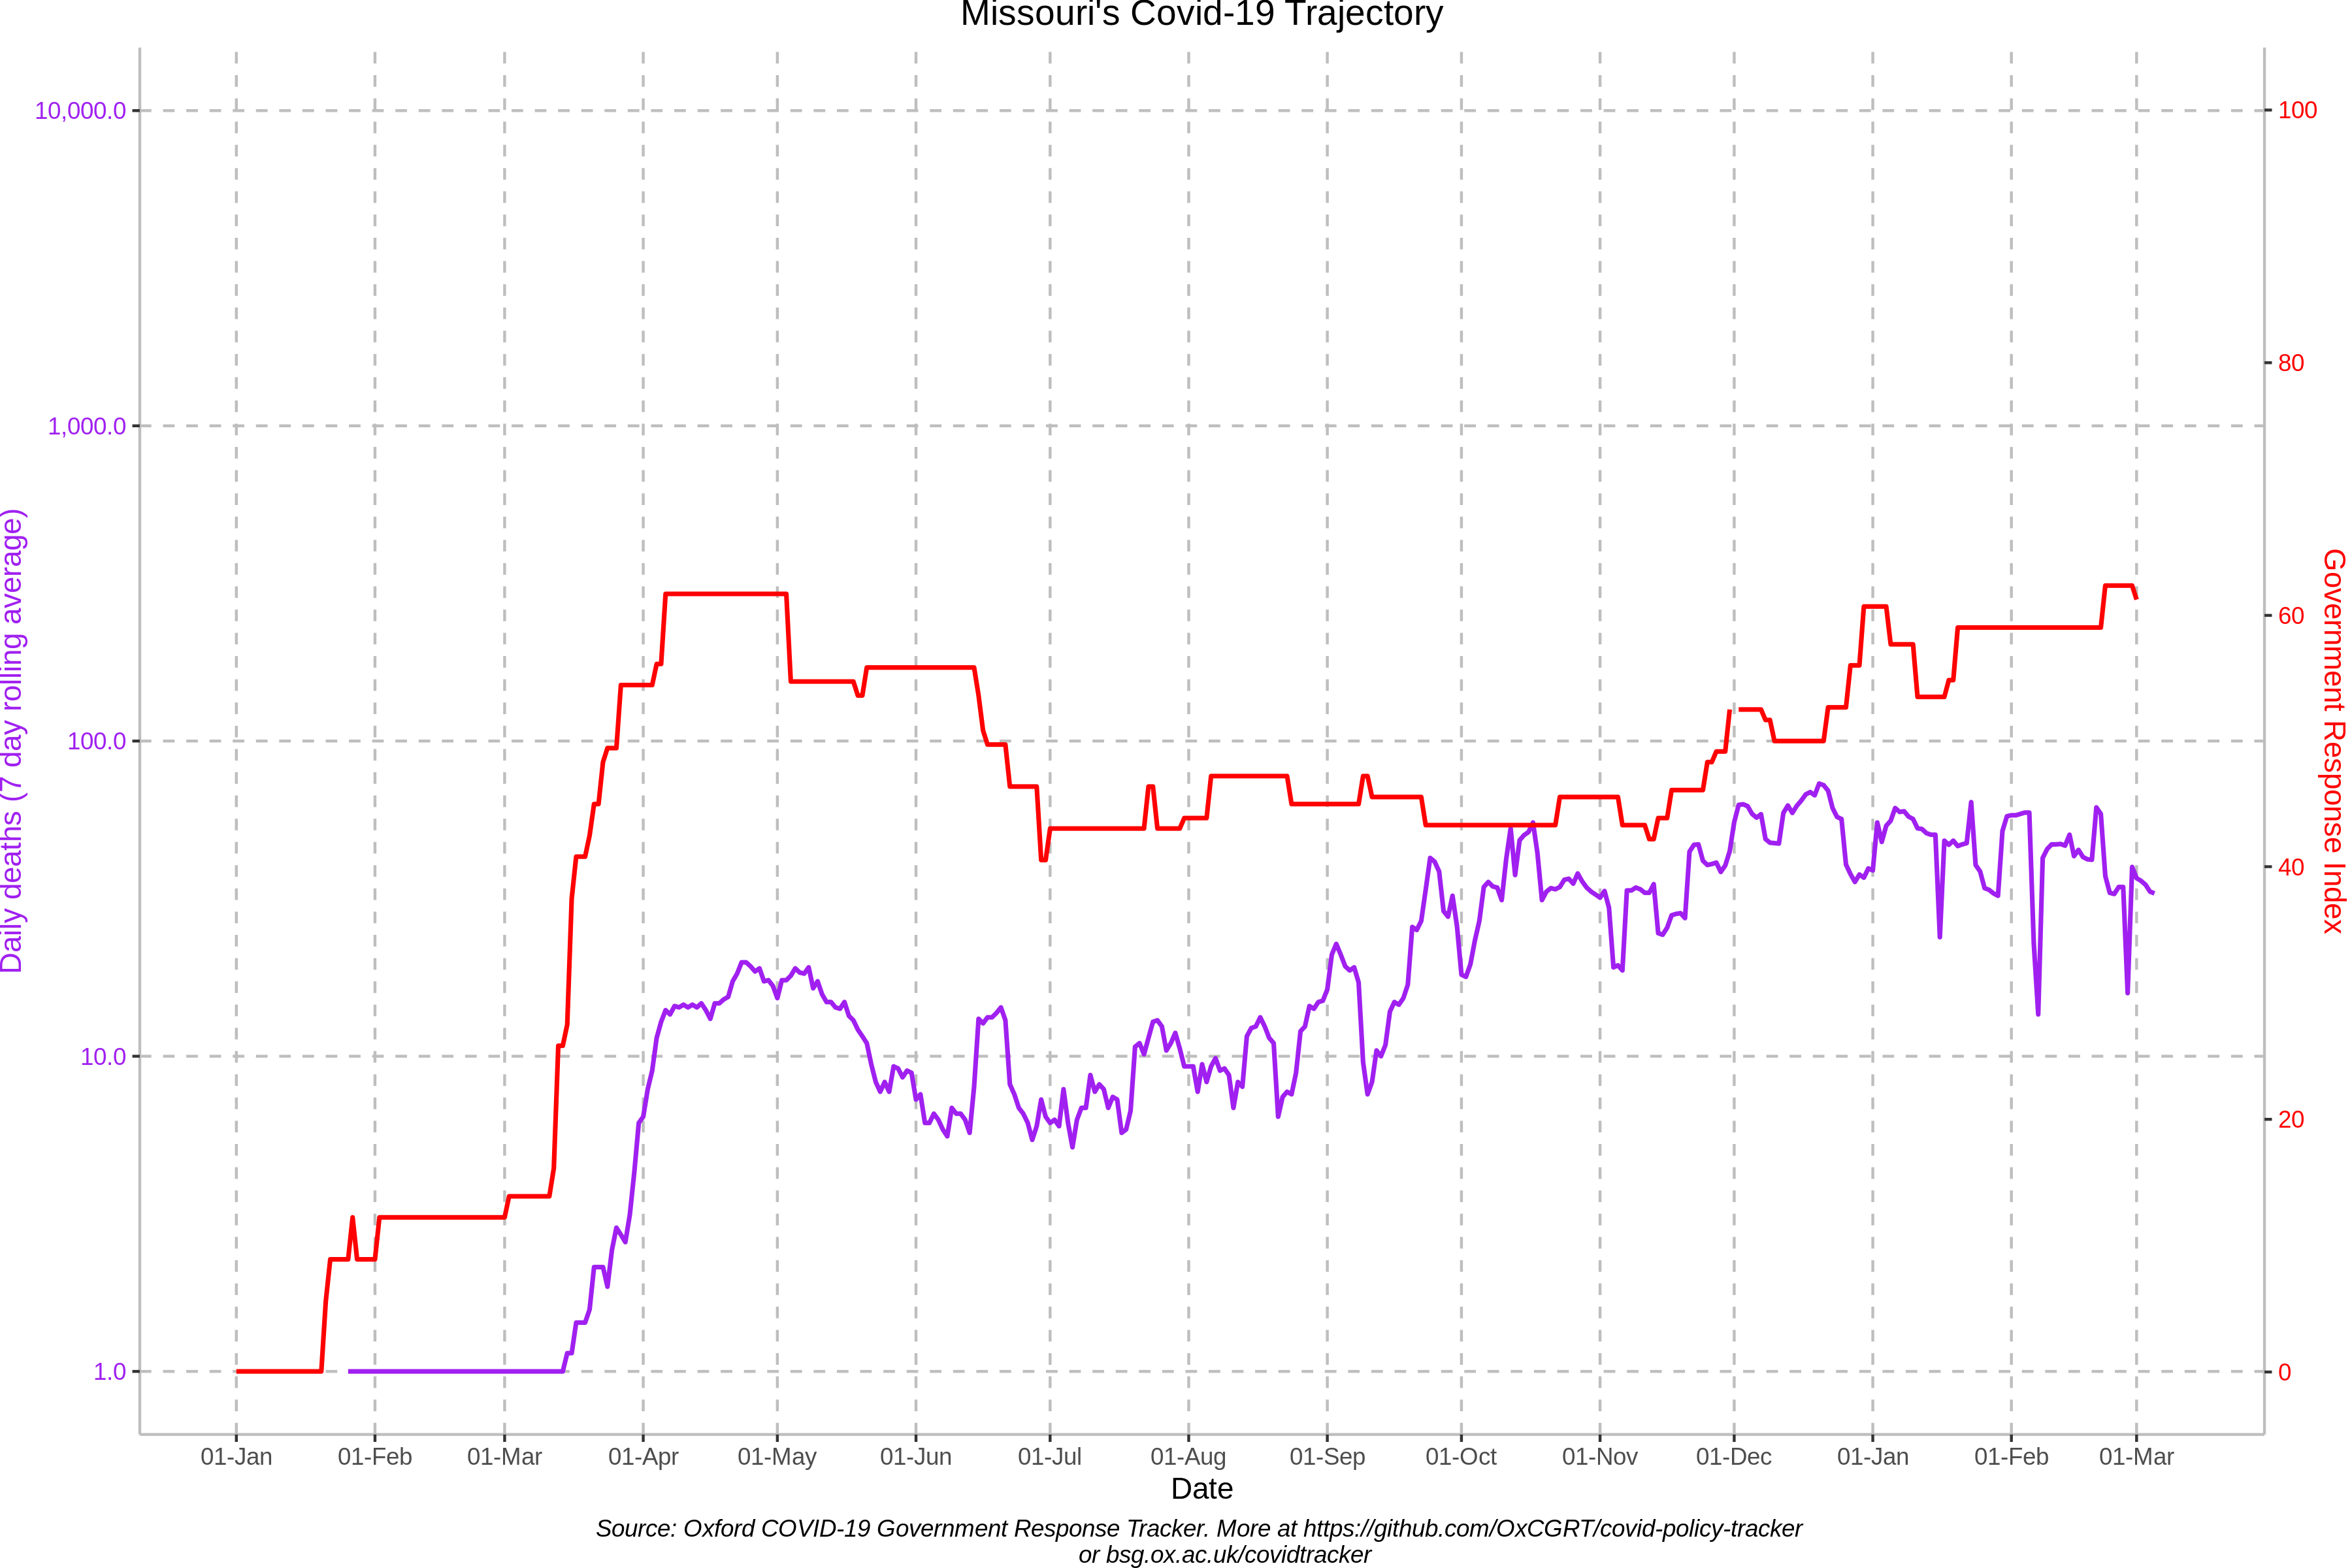 Missouri's Covid-19 Trajectory
10,000.0
1,000.0
100.0
10.0
1.0
Daily deaths (7 day rolling average)
100
80
60
40
20
0
Government Response Index
01-Jan 01-Feb 01-Mar 01-Apr 01-May 01-Jun 01-Jul 01-Aug 01-Sep 01-Oct 01-Nov 01-Dec 01-Jan 01-Feb 01-Mar
Date
Source: Oxford COVID-19 Government Response Tracker. More at https://github.com/OxCGRT/covid-policy-tracker
or bsg.ox.ac.uk/covidtracker